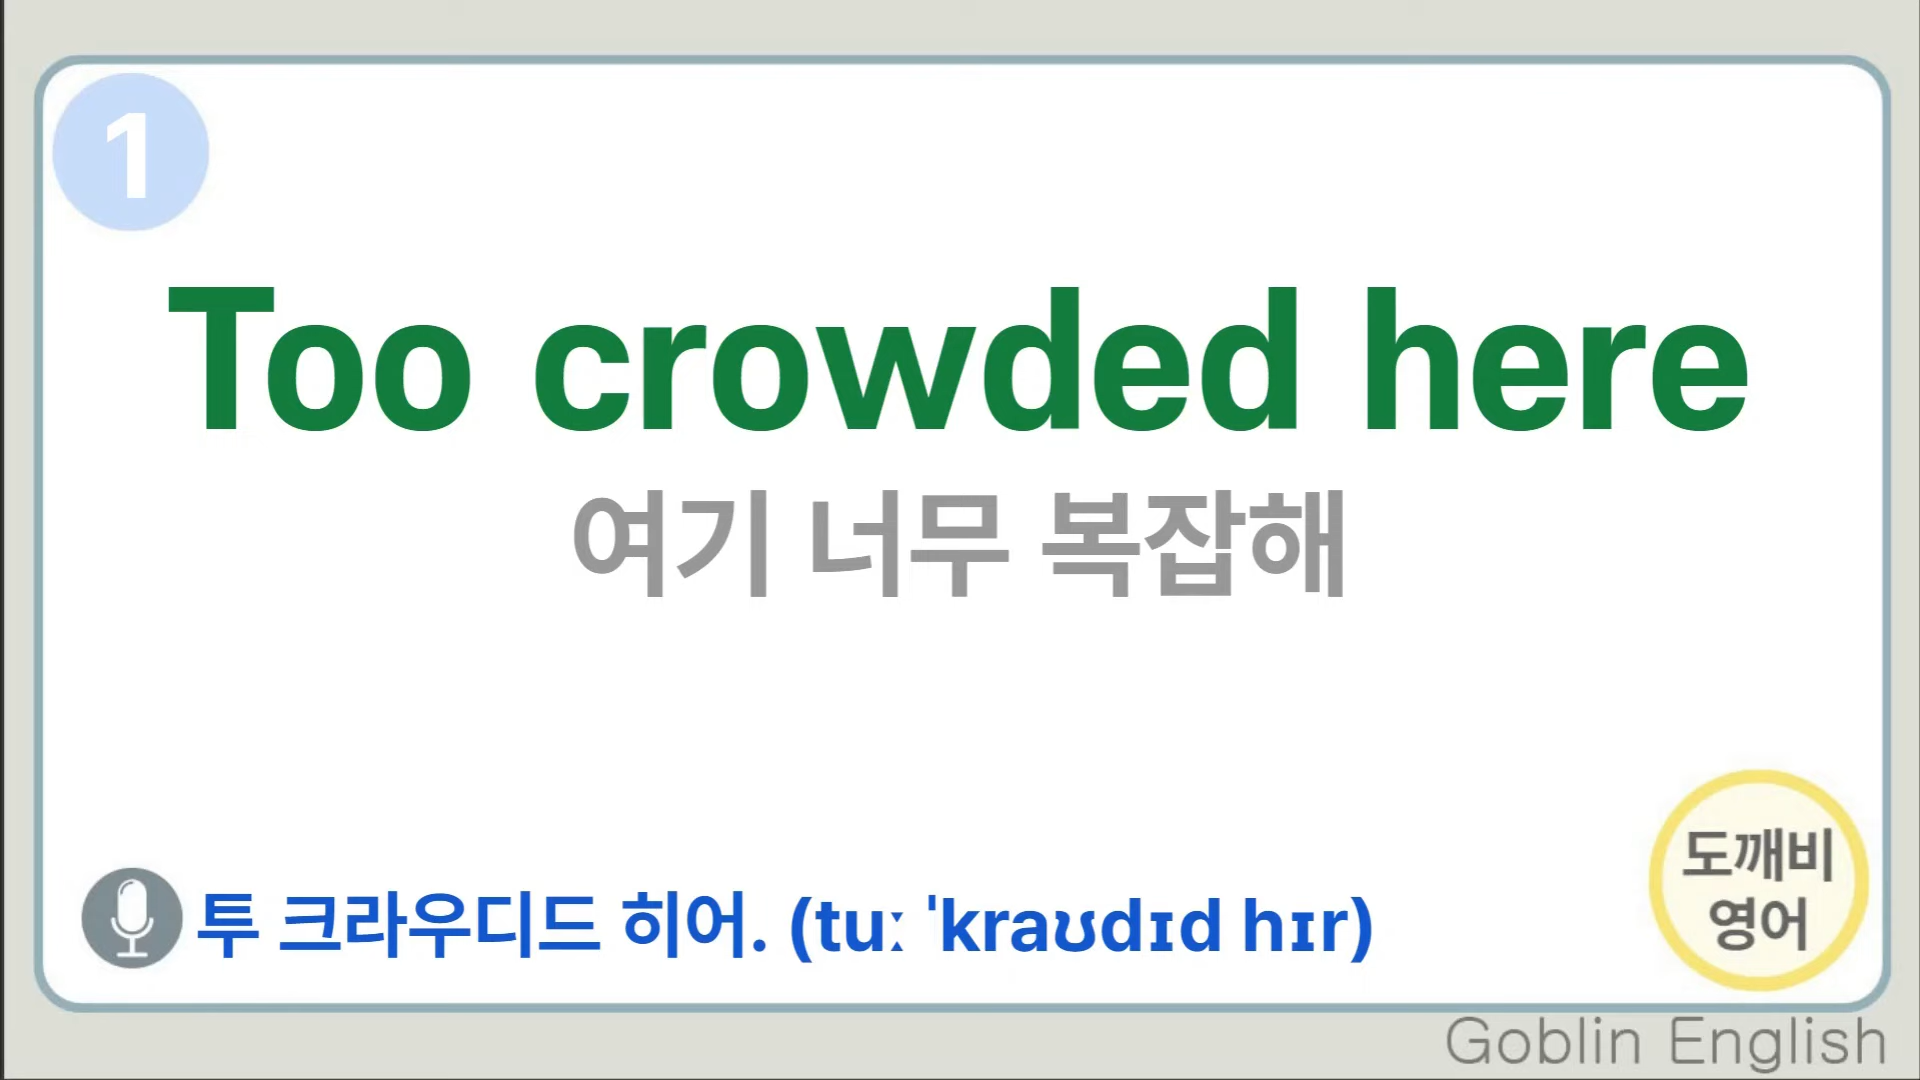 1
Too crowded here
여기 너무 복잡해
투 크라우디드 히어. (tuː ˈkraʊdɪd hɪr)
도깨비
영어
Goblin English